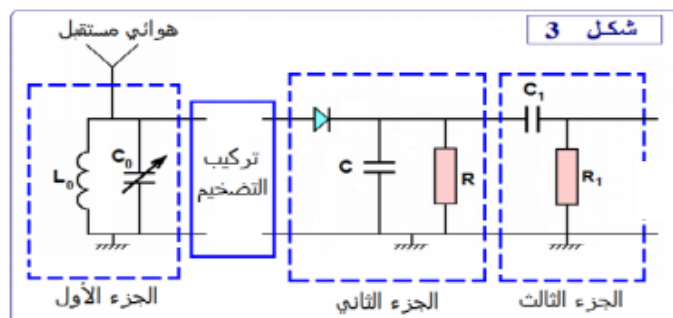 هوائي مستقبل
شكل 3
L₀
C₀
تركيب
التضخيم
C
R
C₁
R₁
الجزء الأول
الجزء الثاني
الجزء الثالث